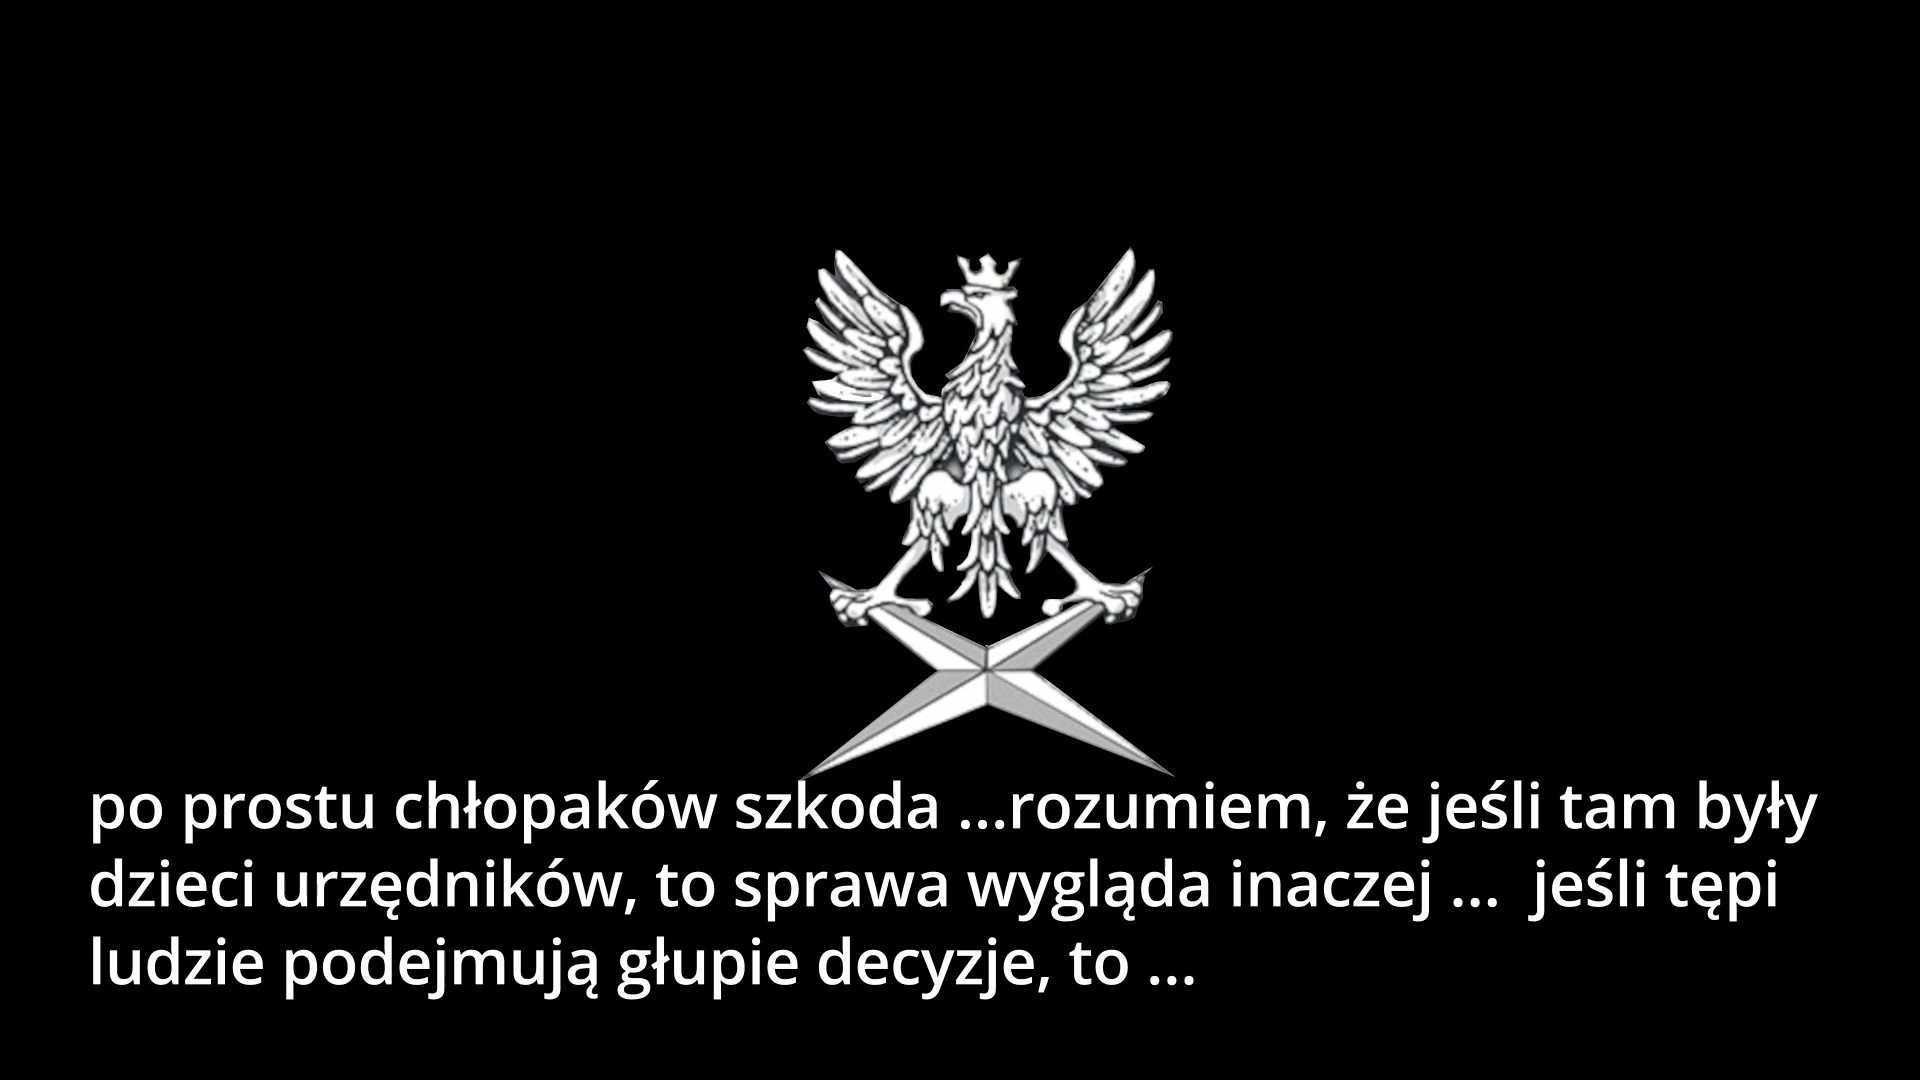 po prostu chłopaków szkoda ...rozumiem, że jeśli tam były
dzieci urzędników, to sprawa wygląda inaczej ...  jeśli tępi
ludzie podejmują głupie decyzje, to ...